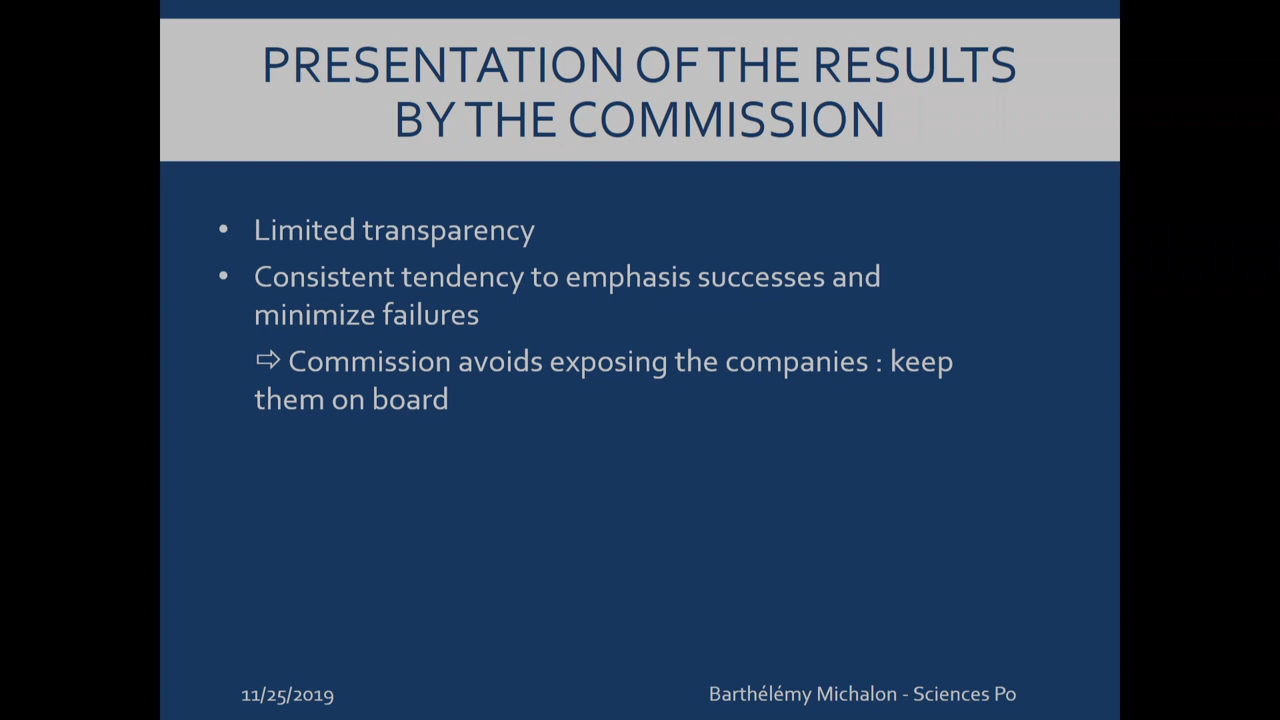 PRESENTATION OF THE RESULTS
BY THE COMMISSION
• Limited transparency
• Consistent tendency to emphasis successes and
minimize failures
⇨ Commission avoids exposing the companies : keep
them on board
11/25/2019
Barthélémy Michalon - Sciences Po